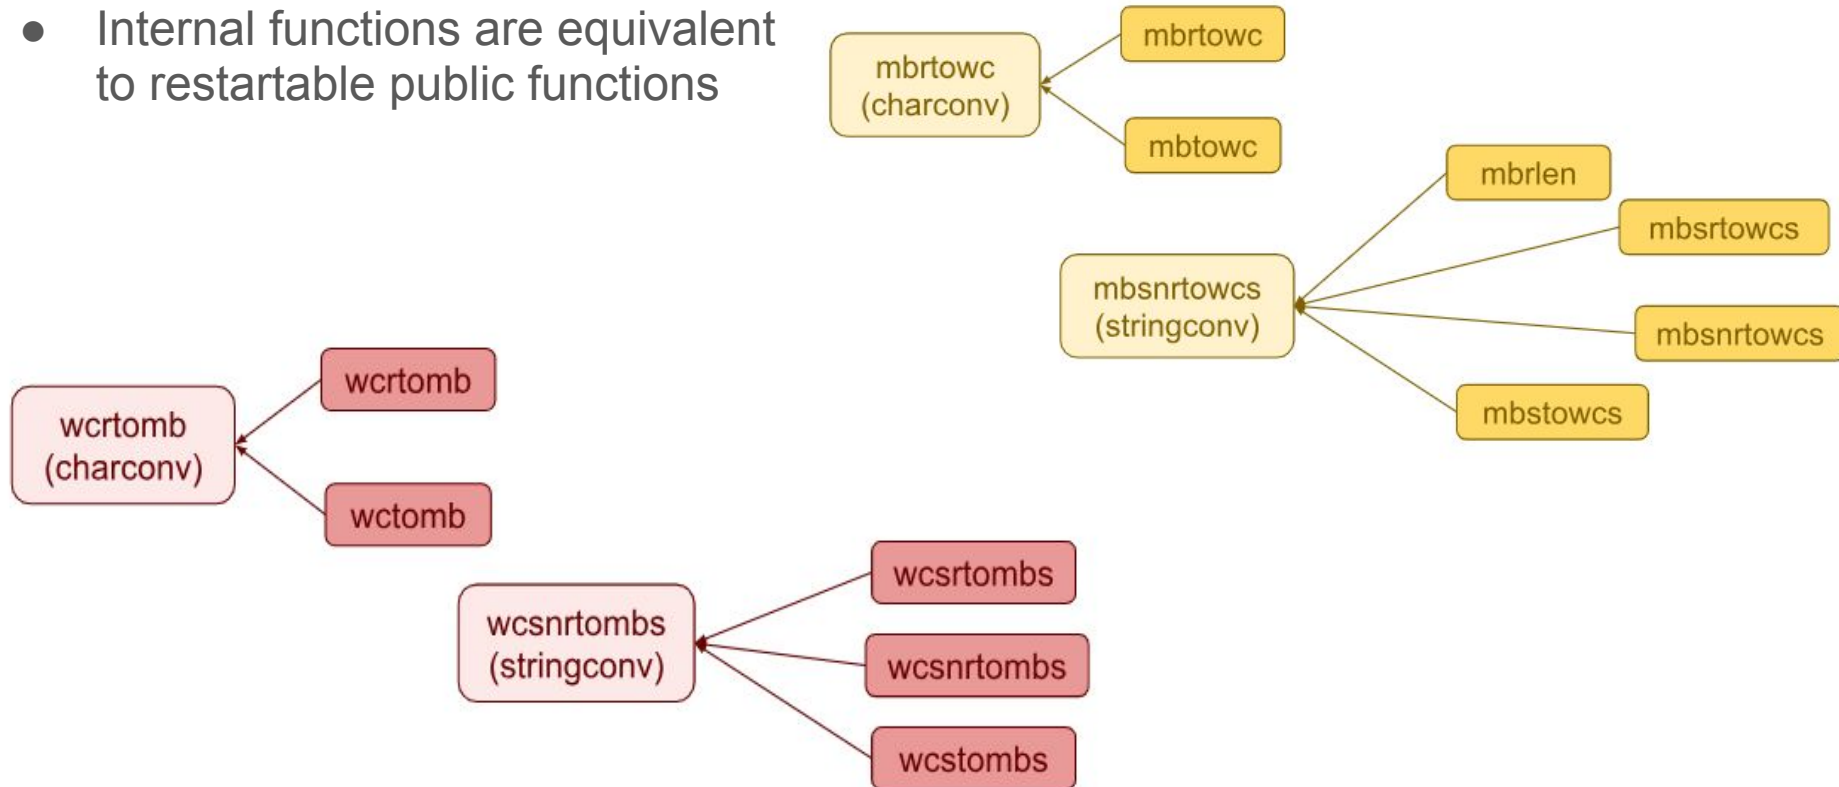 ● Internal functions are equivalent
to restartable public functions
mbrtowc
(charconv)
mbrtowc
mbtowc
mbsnrtowcs
(stringconv)
mbrlen
mbsrtowcs
mbsnrtowcs
mbstowcs
wcrtomb
(charconv)
wcrtomb
wctomb
wcsnrtombs
(stringconv)
wcsrtombs
wcsnrtombs
wcstombs